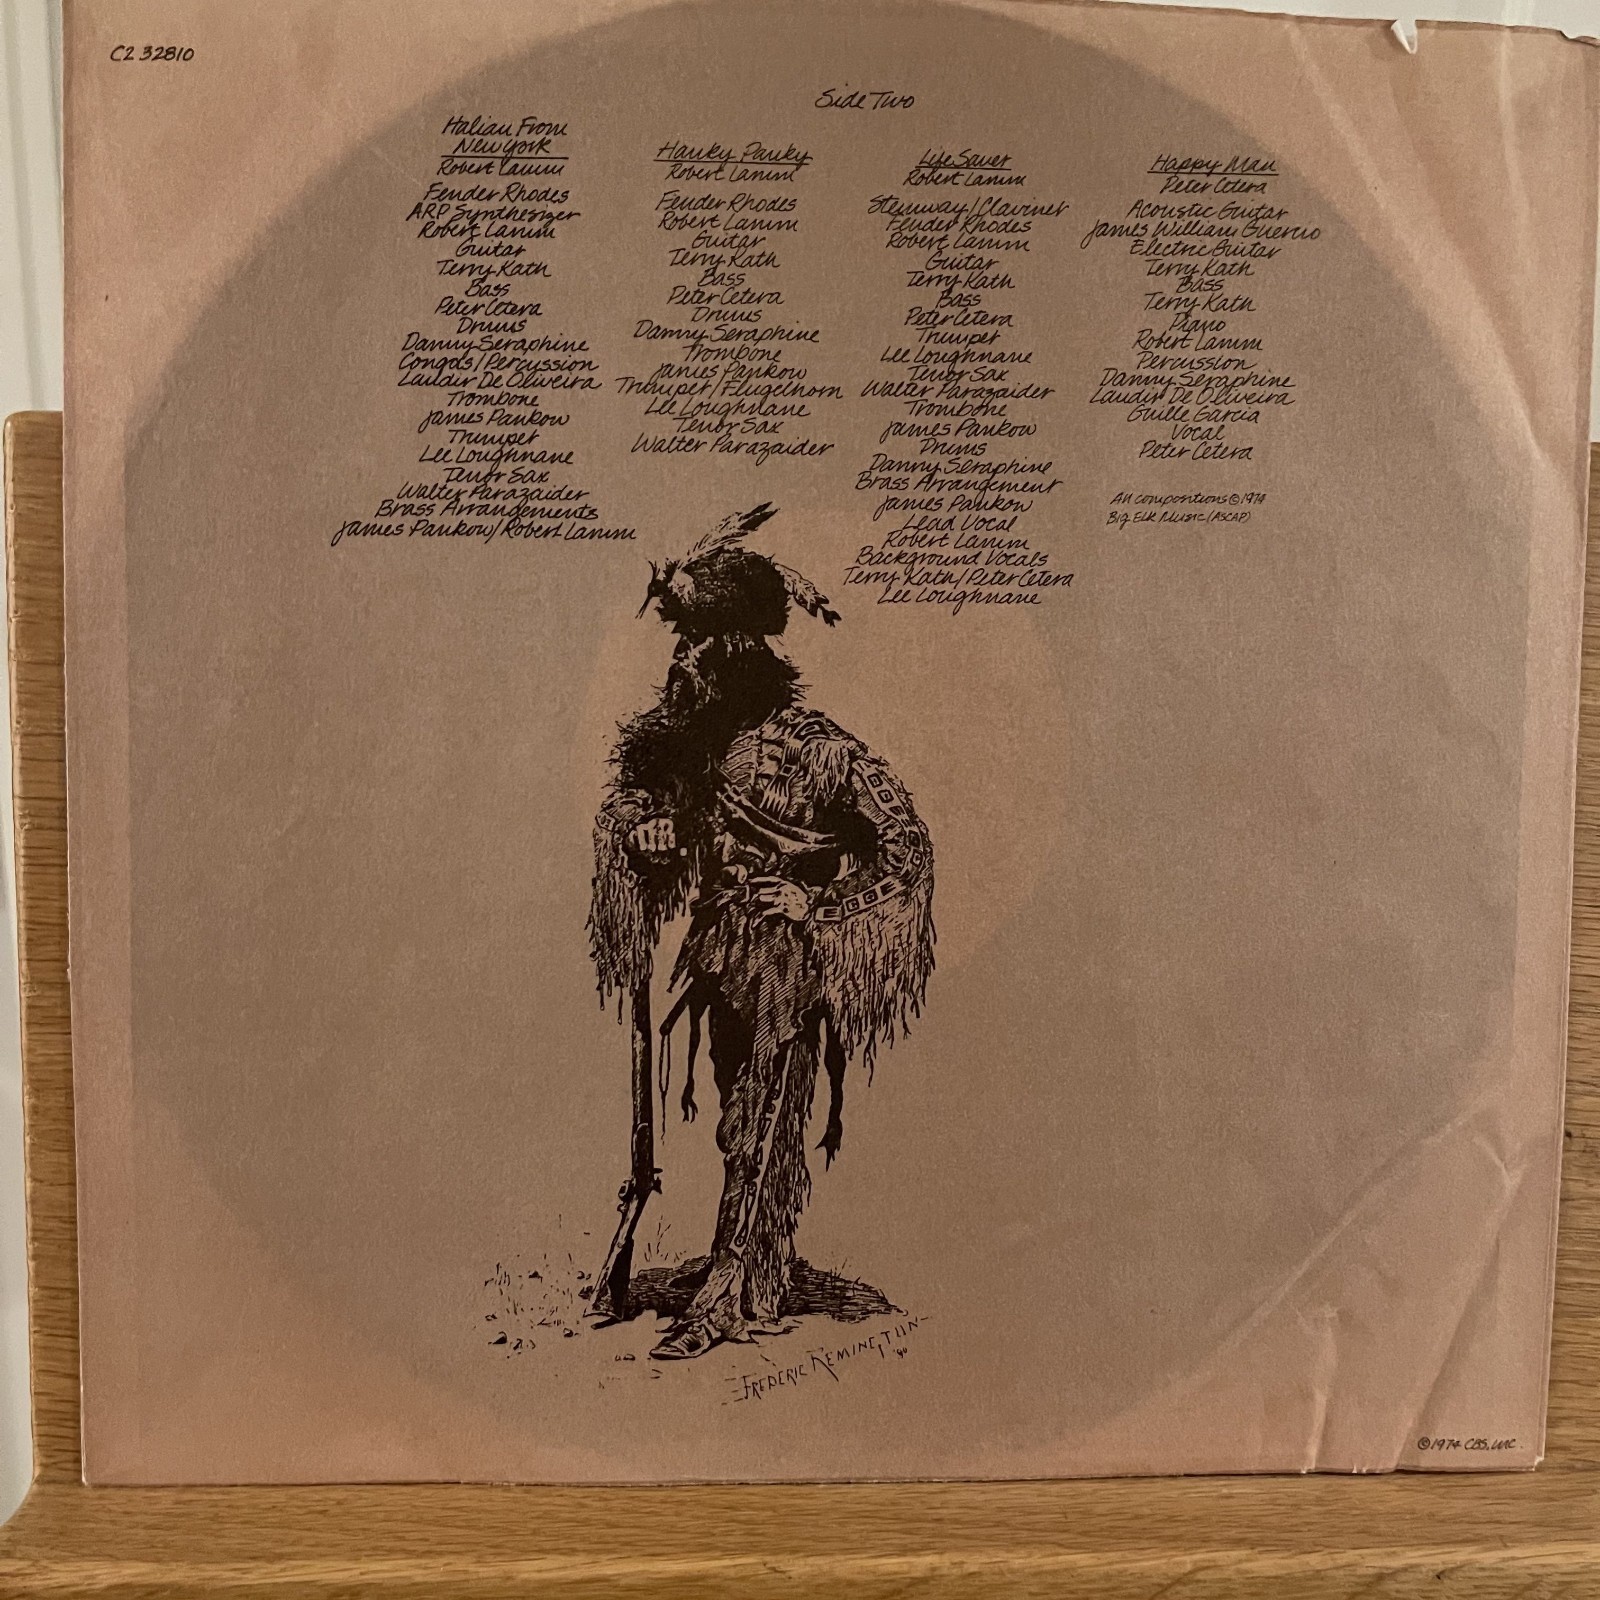 C2 32810
Side Two
Italian From
New York
Robert Lamm
Fender Rhodes
ARP Synthesizer
Robert Lamm
Guitar
Terry Kath
Bass
Peter Cetera
Drums
Danny Seraphine
Congas/Percussion
Laudir De Oliveira
Trombone
James Pankow
Trumpet
Lee Loughnane
Tenor Sax
Walter Parazaider
Brass Arrangements
James Pankow/Robert Lamm
Hanky Panky
Robert Lamm
Fender Rhodes
Robert Lamm
Guitar
Terry Kath
Bass
Peter Cetera
Drums
Danny Seraphine
Trombone
James Pankow
Trumpet/Flugelhorn
Lee Loughnane
Tenor Sax
Walter Parazaider
Life Saver
Robert Lamm
Steinway/Clavinet
Fender Rhodes
Robert Lamm
Guitar
Terry Kath
Bass
Peter Cetera
Trumpet
Lee Loughnane
Tenor Sax
Walter Parazaider
Trombone
James Pankow
Drums
Danny Seraphine
Brass Arrangement
James Pankow
Lead Vocal
Robert Lamm
Background Vocals
Terry Kath/Peter Cetera
Lee Loughnane
Happy Man
Peter Cetera
Acoustic Guitar
James William Guercio
Electric Guitar
Terry Kath
Bass
Terry Kath
Piano
Robert Lamm
Percussion
Danny Seraphine
Laudir De Oliveira
Guille Garcia
Vocal
Peter Cetera
All compositions © 1974
Big Elk Music (ASCAP)
FREDERIC REMINGTON
'90
© 1974 CBS, INC.